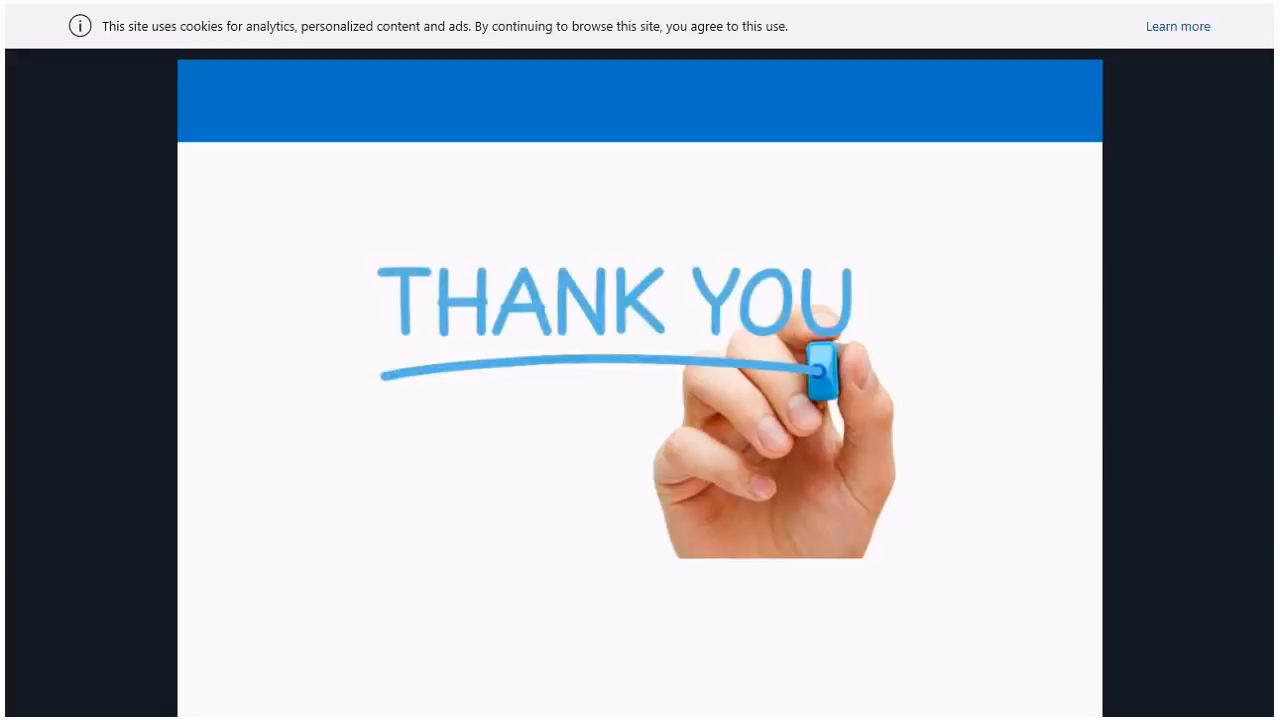 This site uses cookies for analytics, personalized content and ads. By continuing to browse this site, you agree to this use.
Learn more
THANK YOU